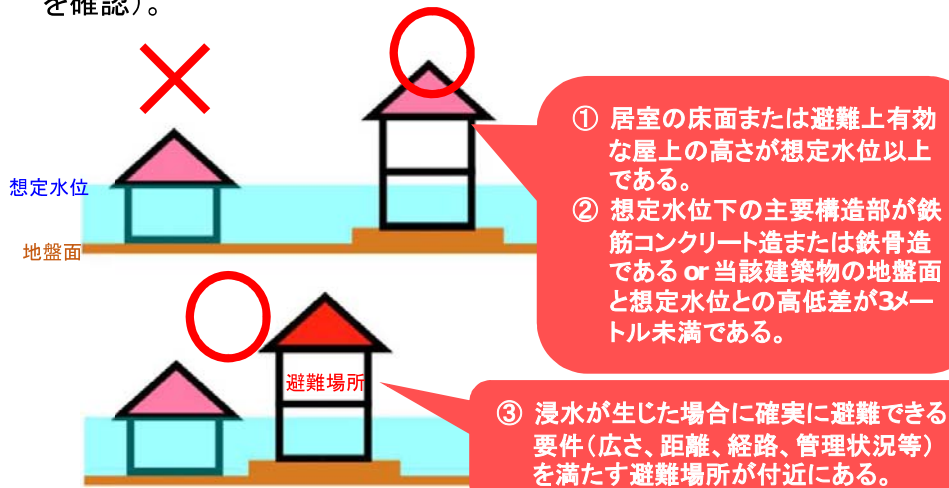 を確認）。
① 居室の床面または避難上有効
な屋上の高さが想定水位以上
である。
② 想定水位下の主要構造部が鉄
筋コンクリート造または鉄骨造
である or 当該建築物の地盤面
と想定水位との高低差が3メー
トル未満である。
想定水位
地盤面
避難場所
③ 浸水が生じた場合に確実に避難できる
要件（広さ、距離、経路、管理状況等）
を満たす避難場所が付近にある。